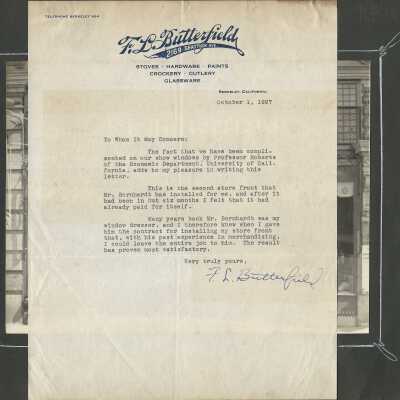 TELEPHONE BERKELEY 994
F. L. Butterfield
2169 SHATTUCK AVE.
STOVES · HARDWARE · PAINTS
CROCKERY · CUTLERY
GLASSWARE
BERKELEY, CALIFORNIA,
October 1, 1927
To Whom It May Concern:
The fact that we have been compli-
mented on our show windows by Professor Roberts
of the Economic Department, University of Cal-
ifornia, adds to my pleasure in writing this
letter.
This is the second store front that
Mr. Bernhardt has installed for me, and after it
had been in but six months I felt that it had
already paid for itself.
Many years back Mr. Bernhardt was my
window dresser, and I therefore knew when I gave
him the contract for installing my store front
that, with his past experience in merchandising,
I could leave the entire job to him. The result
has proven most satisfactory.
Very truly yours,
F. L. Butterfield